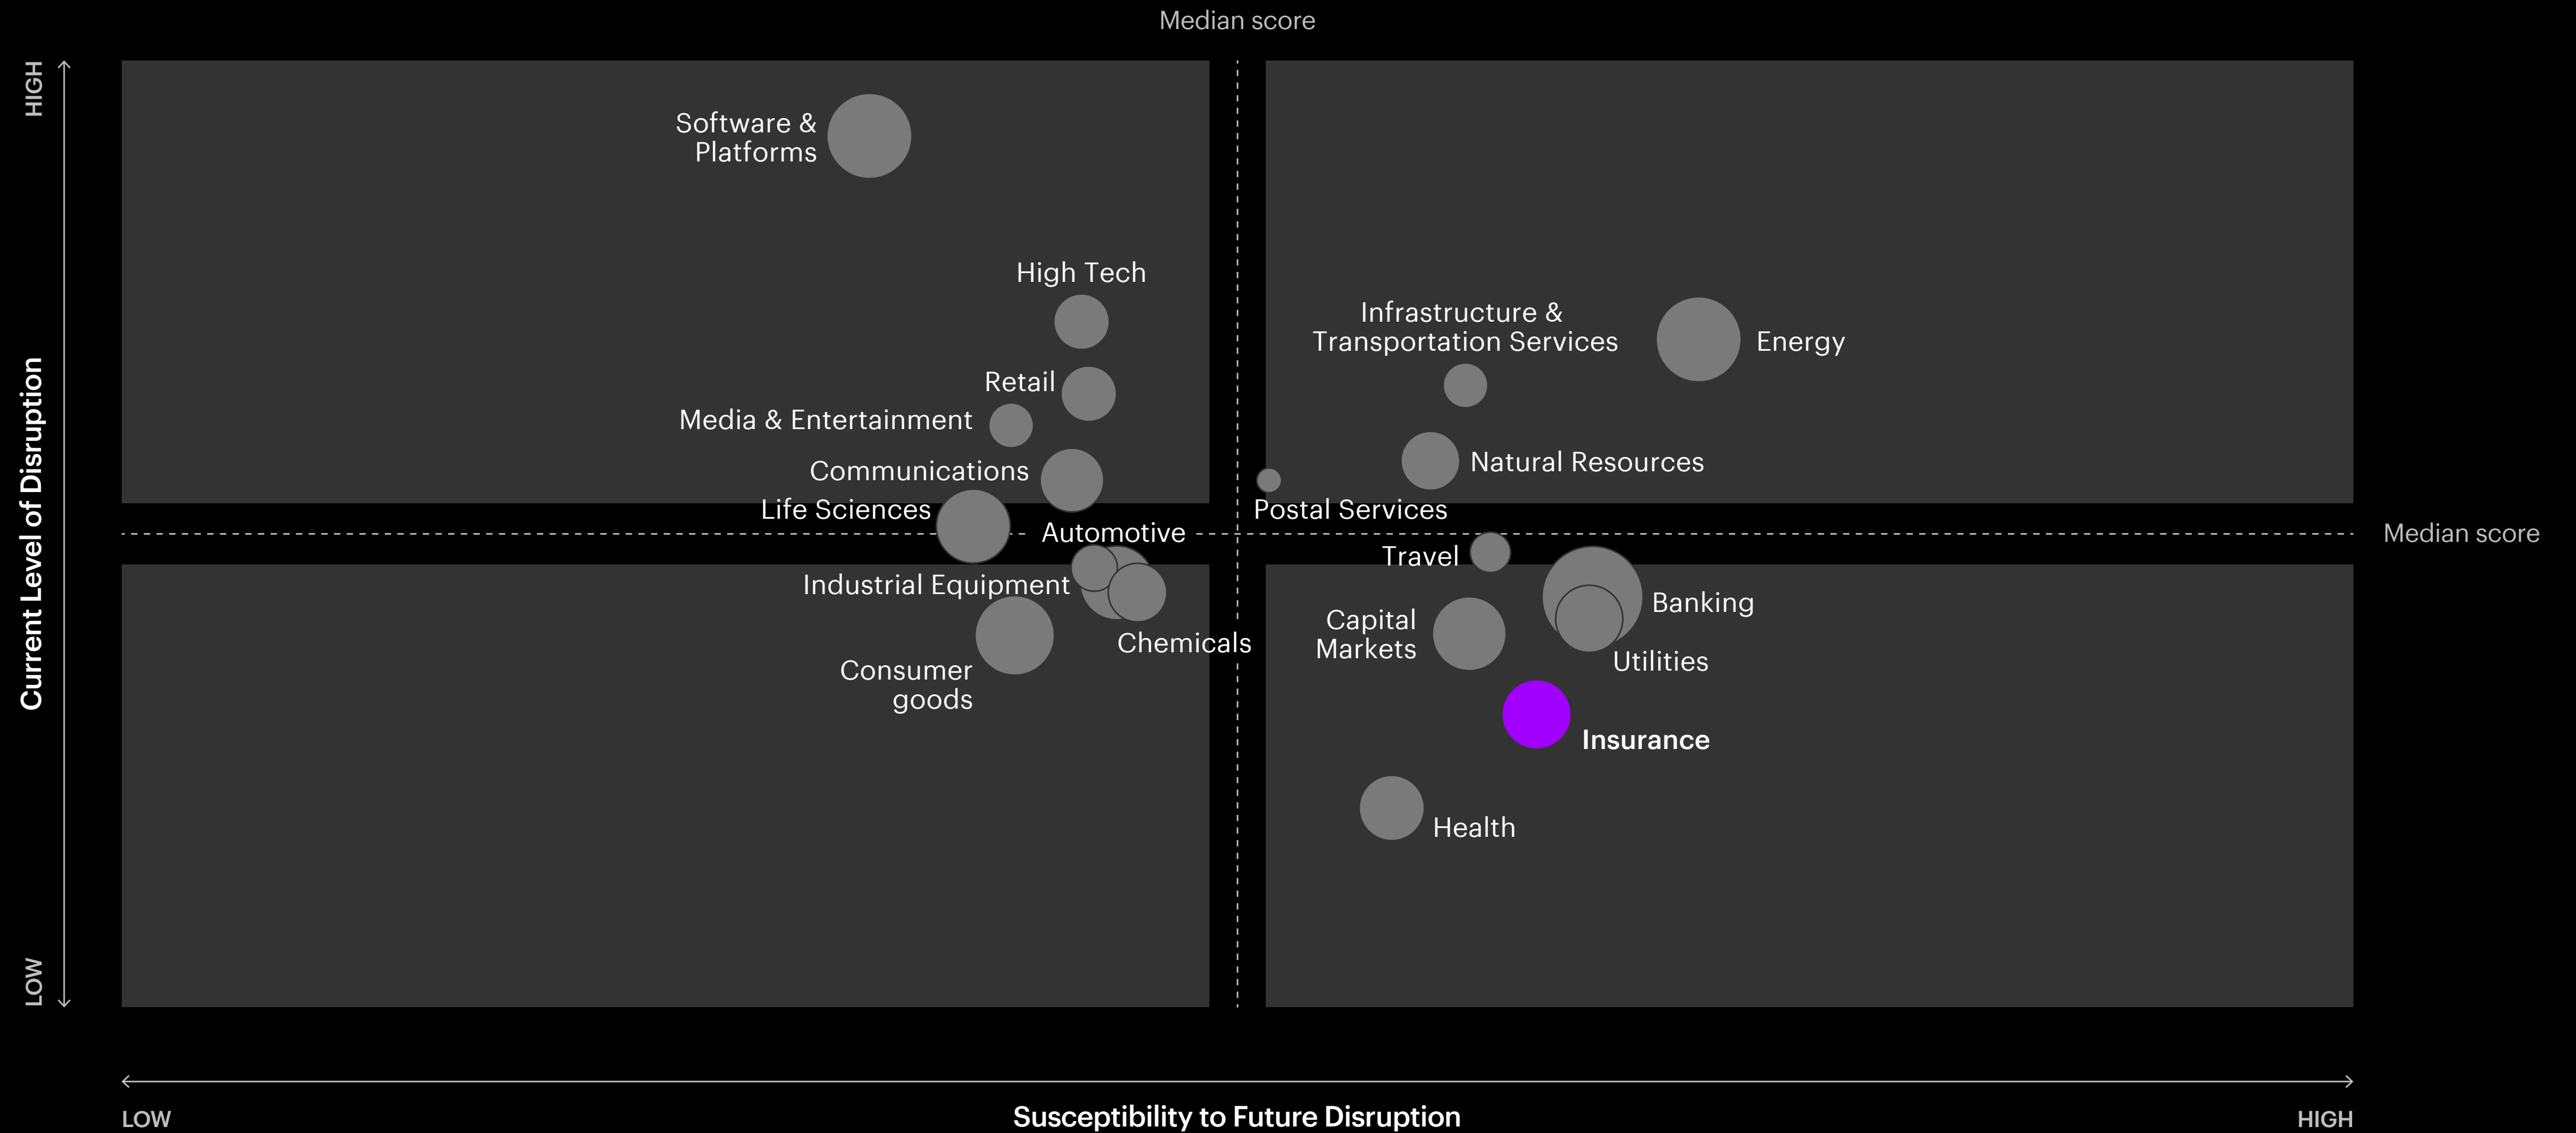 Median score
HIGH
Software &
Platforms
High Tech
Infrastructure &
Transportation Services
Energy
Retail
Media & Entertainment
Natural Resources
Communications
Life Sciences
Postal Services
Automotive
Median score
Travel
Industrial Equipment
Banking
Capital
Markets
Chemicals
Utilities
Consumer
goods
Insurance
Health
Current Level of Disruption
LOW
LOW
Susceptibility to Future Disruption
HIGH